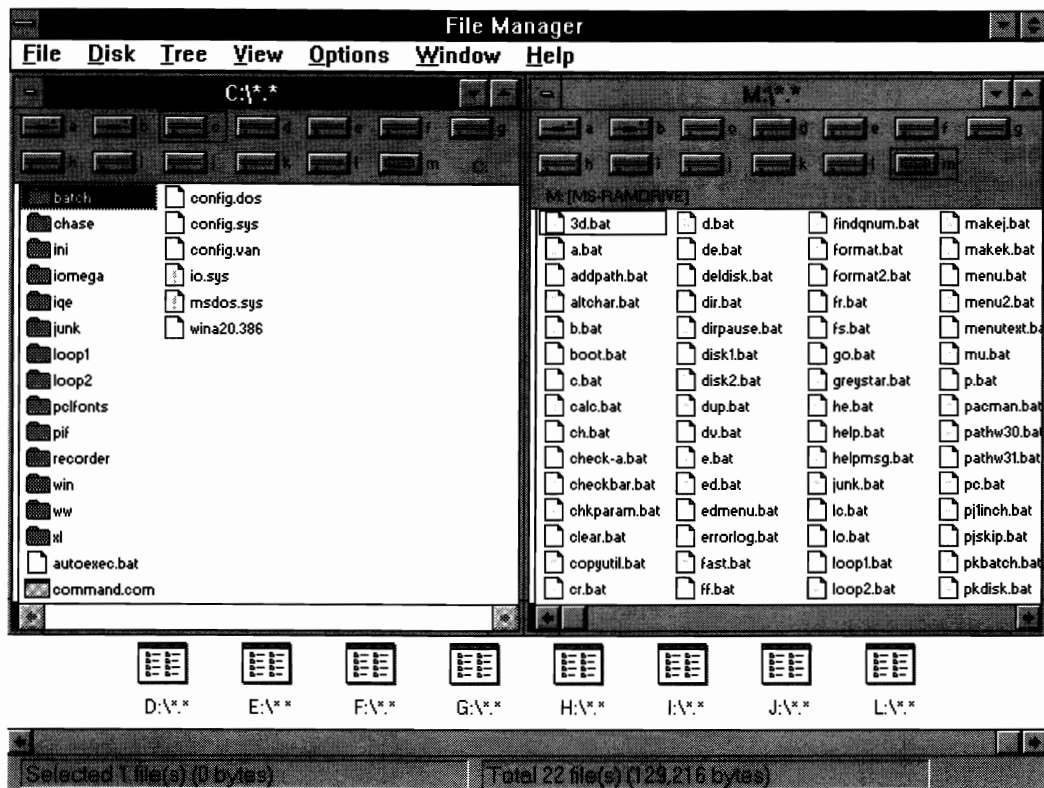 File Manager
File Disk Tree View Options Window Help
C:\*.*
a b c d e f g
h i j k l m C:
batch
chase
ini
iomega
iqe
junk
loop1
loop2
pclfonts
pif
recorder
win
ww
xl
autoexec.bat
command.com
config.dos
config.sys
config.van
io.sys
msdos.sys
wina20.386
M:\*.*
a b c d e f g
h i j k l m
M: [MS-RAMDRIVE]
3d.bat
a.bat
addpath.bat
altchar.bat
b.bat
boot.bat
c.bat
calc.bat
ch.bat
check-a.bat
checkbar.bat
chkparam.bat
clear.bat
copyutil.bat
cr.bat
d.bat
de.bat
deldisk.bat
dir.bat
dirpause.bat
disk1.bat
disk2.bat
dup.bat
dv.bat
e.bat
ed.bat
edmenu.bat
errorlog.bat
fast.bat
ff.bat
findqnum.bat
format.bat
format2.bat
fr.bat
fs.bat
go.bat
greystar.bat
he.bat
help.bat
helpmsg.bat
junk.bat
lc.bat
lo.bat
loop1.bat
loop2.bat
makej.bat
makek.bat
menu.bat
menu2.bat
menutext.ba
mu.bat
p.bat
pacman.bat
pathw30.bat
pathw31.bat
pc.bat
pj1inch.bat
pjskip.bat
pkbatch.bat
pkdisk.bat
D:\*.* E:\*.* F:\*.* G:\*.* H:\*.* I:\*.* J:\*.* L:\*.*
Selected 1 file(s) (0 bytes)
Total 22 file(s) (129,216 bytes)